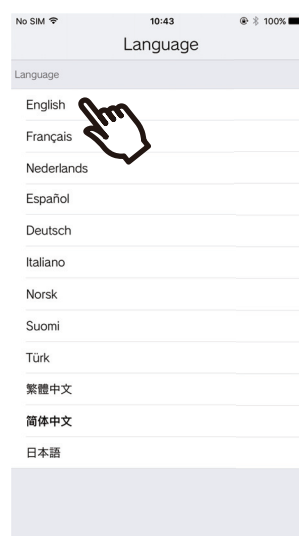 No SIM 10:43 100%
Language
Language
English
Français
Nederlands
Español
Deutsch
Italiano
Norsk
Suomi
Türk
繁體中文
简体中文
日本語